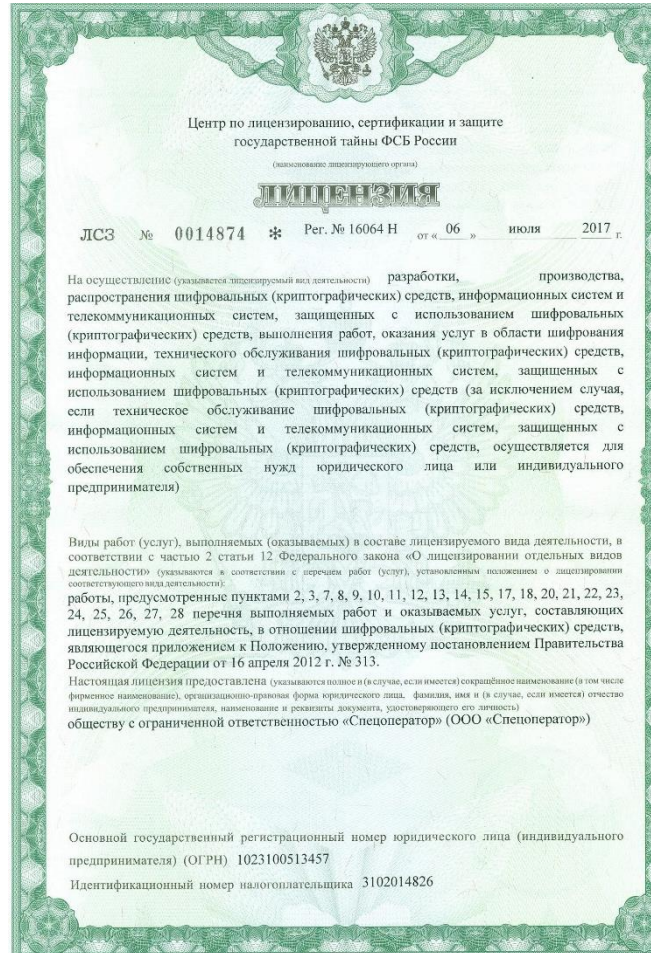 Центр по лицензированию, сертификации и защите
государственной тайны ФСБ России
(наименование лицензирующего органа)
ЛИЦЕНЗИЯ
ЛСЗ № 0014874 * Рег. № 16064 Н от « 06 » июля 2017 г.
На осуществление (указывается лицензируемый вид деятельности) разработки, производства,
распространения шифровальных (криптографических) средств, информационных систем и
телекоммуникационных систем, защищенных с использованием шифровальных
(криптографических) средств, выполнения работ, оказания услуг в области шифрования
информации, технического обслуживания шифровальных (криптографических) средств,
информационных систем и телекоммуникационных систем, защищенных с
использованием шифровальных (криптографических) средств (за исключением случая,
если техническое обслуживание шифровальных (криптографических) средств,
информационных систем и телекоммуникационных систем, защищенных с
использованием шифровальных (криптографических) средств, осуществляется для
обеспечения собственных нужд юридического лица или индивидуального
предпринимателя)
Виды работ (услуг), выполняемых (оказываемых) в составе лицензируемого вида деятельности, в
соответствии с частью 2 статьи 12 Федерального закона «О лицензировании отдельных видов
деятельности» (указываются в соответствии с перечнем работ (услуг), установленным положением о лицензировании
соответствующего вида деятельности):
работы, предусмотренные пунктами 2, 3, 7, 8, 9, 10, 11, 12, 13, 14, 15, 17, 18, 20, 21, 22, 23,
24, 25, 26, 27, 28 перечня выполняемых работ и оказываемых услуг, составляющих
лицензируемую деятельность, в отношении шифровальных (криптографических) средств,
являющегося приложением к Положению, утвержденному постановлением Правительства
Российской Федерации от 16 апреля 2012 г. № 313.
Настоящая лицензия предоставлена (указываются полное и (в случае, если имеется) сокращённое наименование (в том числе
фирменное наименование), организационно-правовая форма юридического лица, фамилия, имя и (в случае, если имеется) отчество
индивидуального предпринимателя, наименование и реквизиты документа, удостоверяющего его личность)
обществу с ограниченной ответственностью «Спецоператор» (ООО «Спецоператор»)
Основной государственный регистрационный номер юридического лица (индивидуального
предпринимателя) (ОГРН) 1023100513457
Идентификационный номер налогоплательщика 3102014826